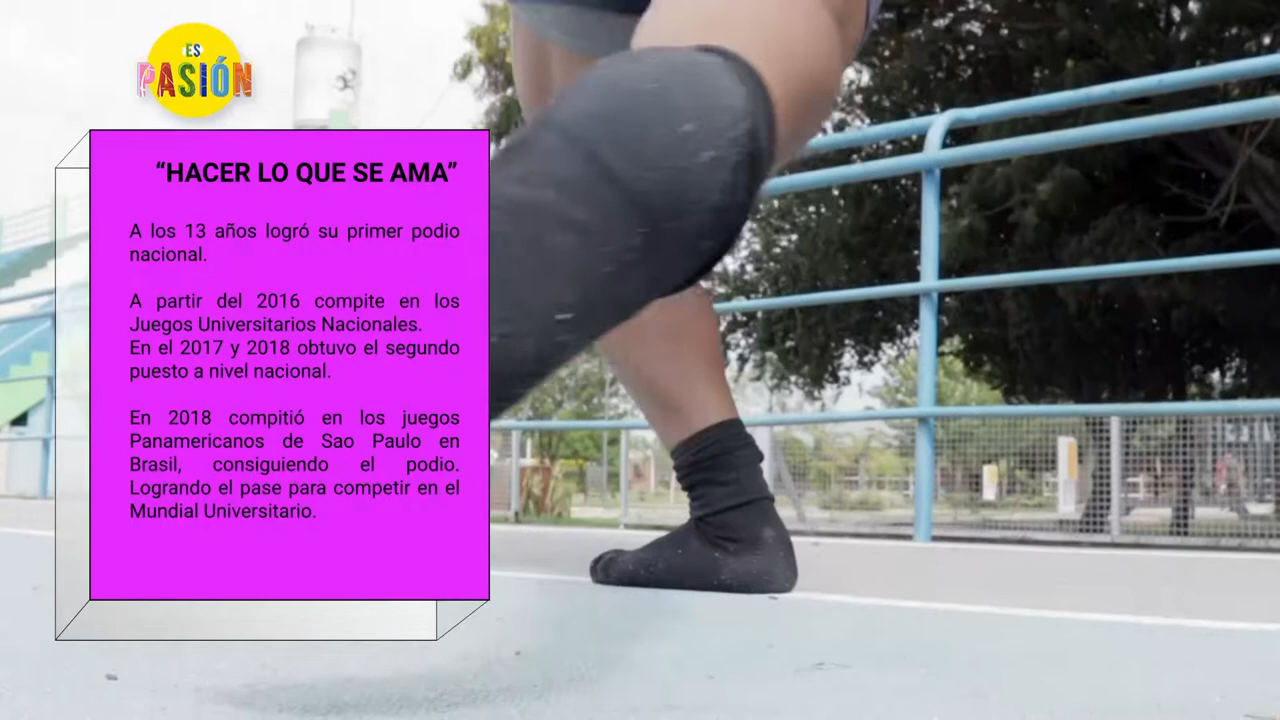 ES
PASIÓN
“HACER LO QUE SE AMA”
A los 13 años logró su primer podio
nacional.
A partir del 2016 compite en los
Juegos Universitarios Nacionales.
En el 2017 y 2018 obtuvo el segundo
puesto a nivel nacional.
En 2018 compitió en los juegos
Panamericanos de Sao Paulo en
Brasil, consiguiendo el podio.
Logrando el pase para competir en el
Mundial Universitario.